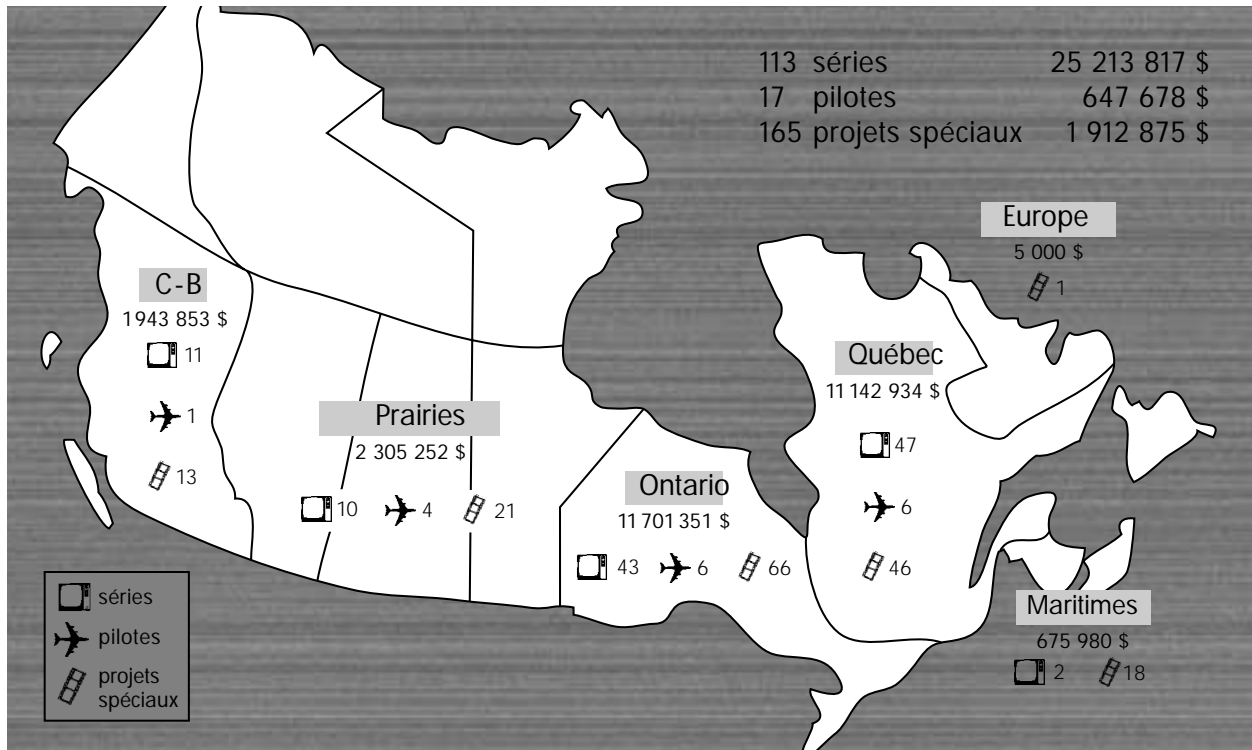 113 séries 25 213 817 $
17 pilotes 647 678 $
165 projets spéciaux 1 912 875 $
Europe
5 000 $
1
C-B
1 943 853 $
11
1
13
Prairies
2 305 252 $
10 4 21
Ontario
11 701 351 $
43 6 66
Québec
11 142 934 $
47
6
46
Maritimes
675 980 $
2 18
séries
pilotes
projets
spéciaux